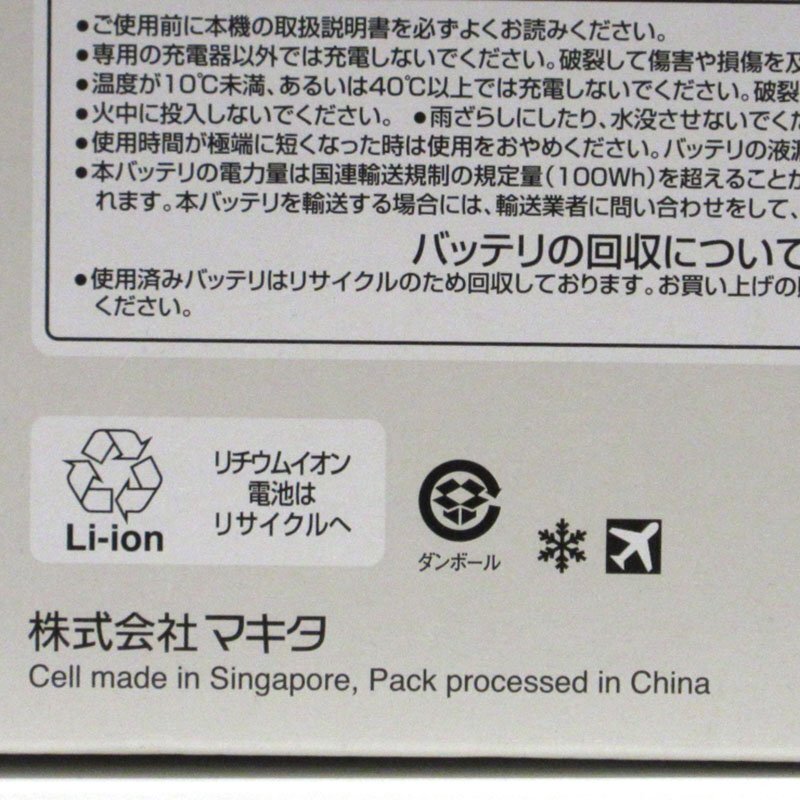 ●ご使用前に本機の取扱説明書を必ずよくお読みください。
●専用の充電器以外では充電しないでください。破裂して傷害や損傷を及
●温度が10℃未満、あるいは40℃以上では充電しないでください。破裂
●火中に投入しないでください。 ●雨ざらしにしたり、水没させないでくだ
●使用時間が極端に短くなった時は使用をおやめください。バッテリの液漏
●本バッテリの電力量は国連輸送規制の規定量(100Wh)を超えることか
れます。本バッテリを輸送する場合には、輸送業者に問い合わせをして、
バッテリの回収について
●使用済みバッテリはリサイクルのため回収しております。お買い上げの販
ください。
リチウムイオン
電池は
リサイクルへ
Li-ion
ダンボール
株式会社 マキタ
Cell made in Singapore, Pack processed in China